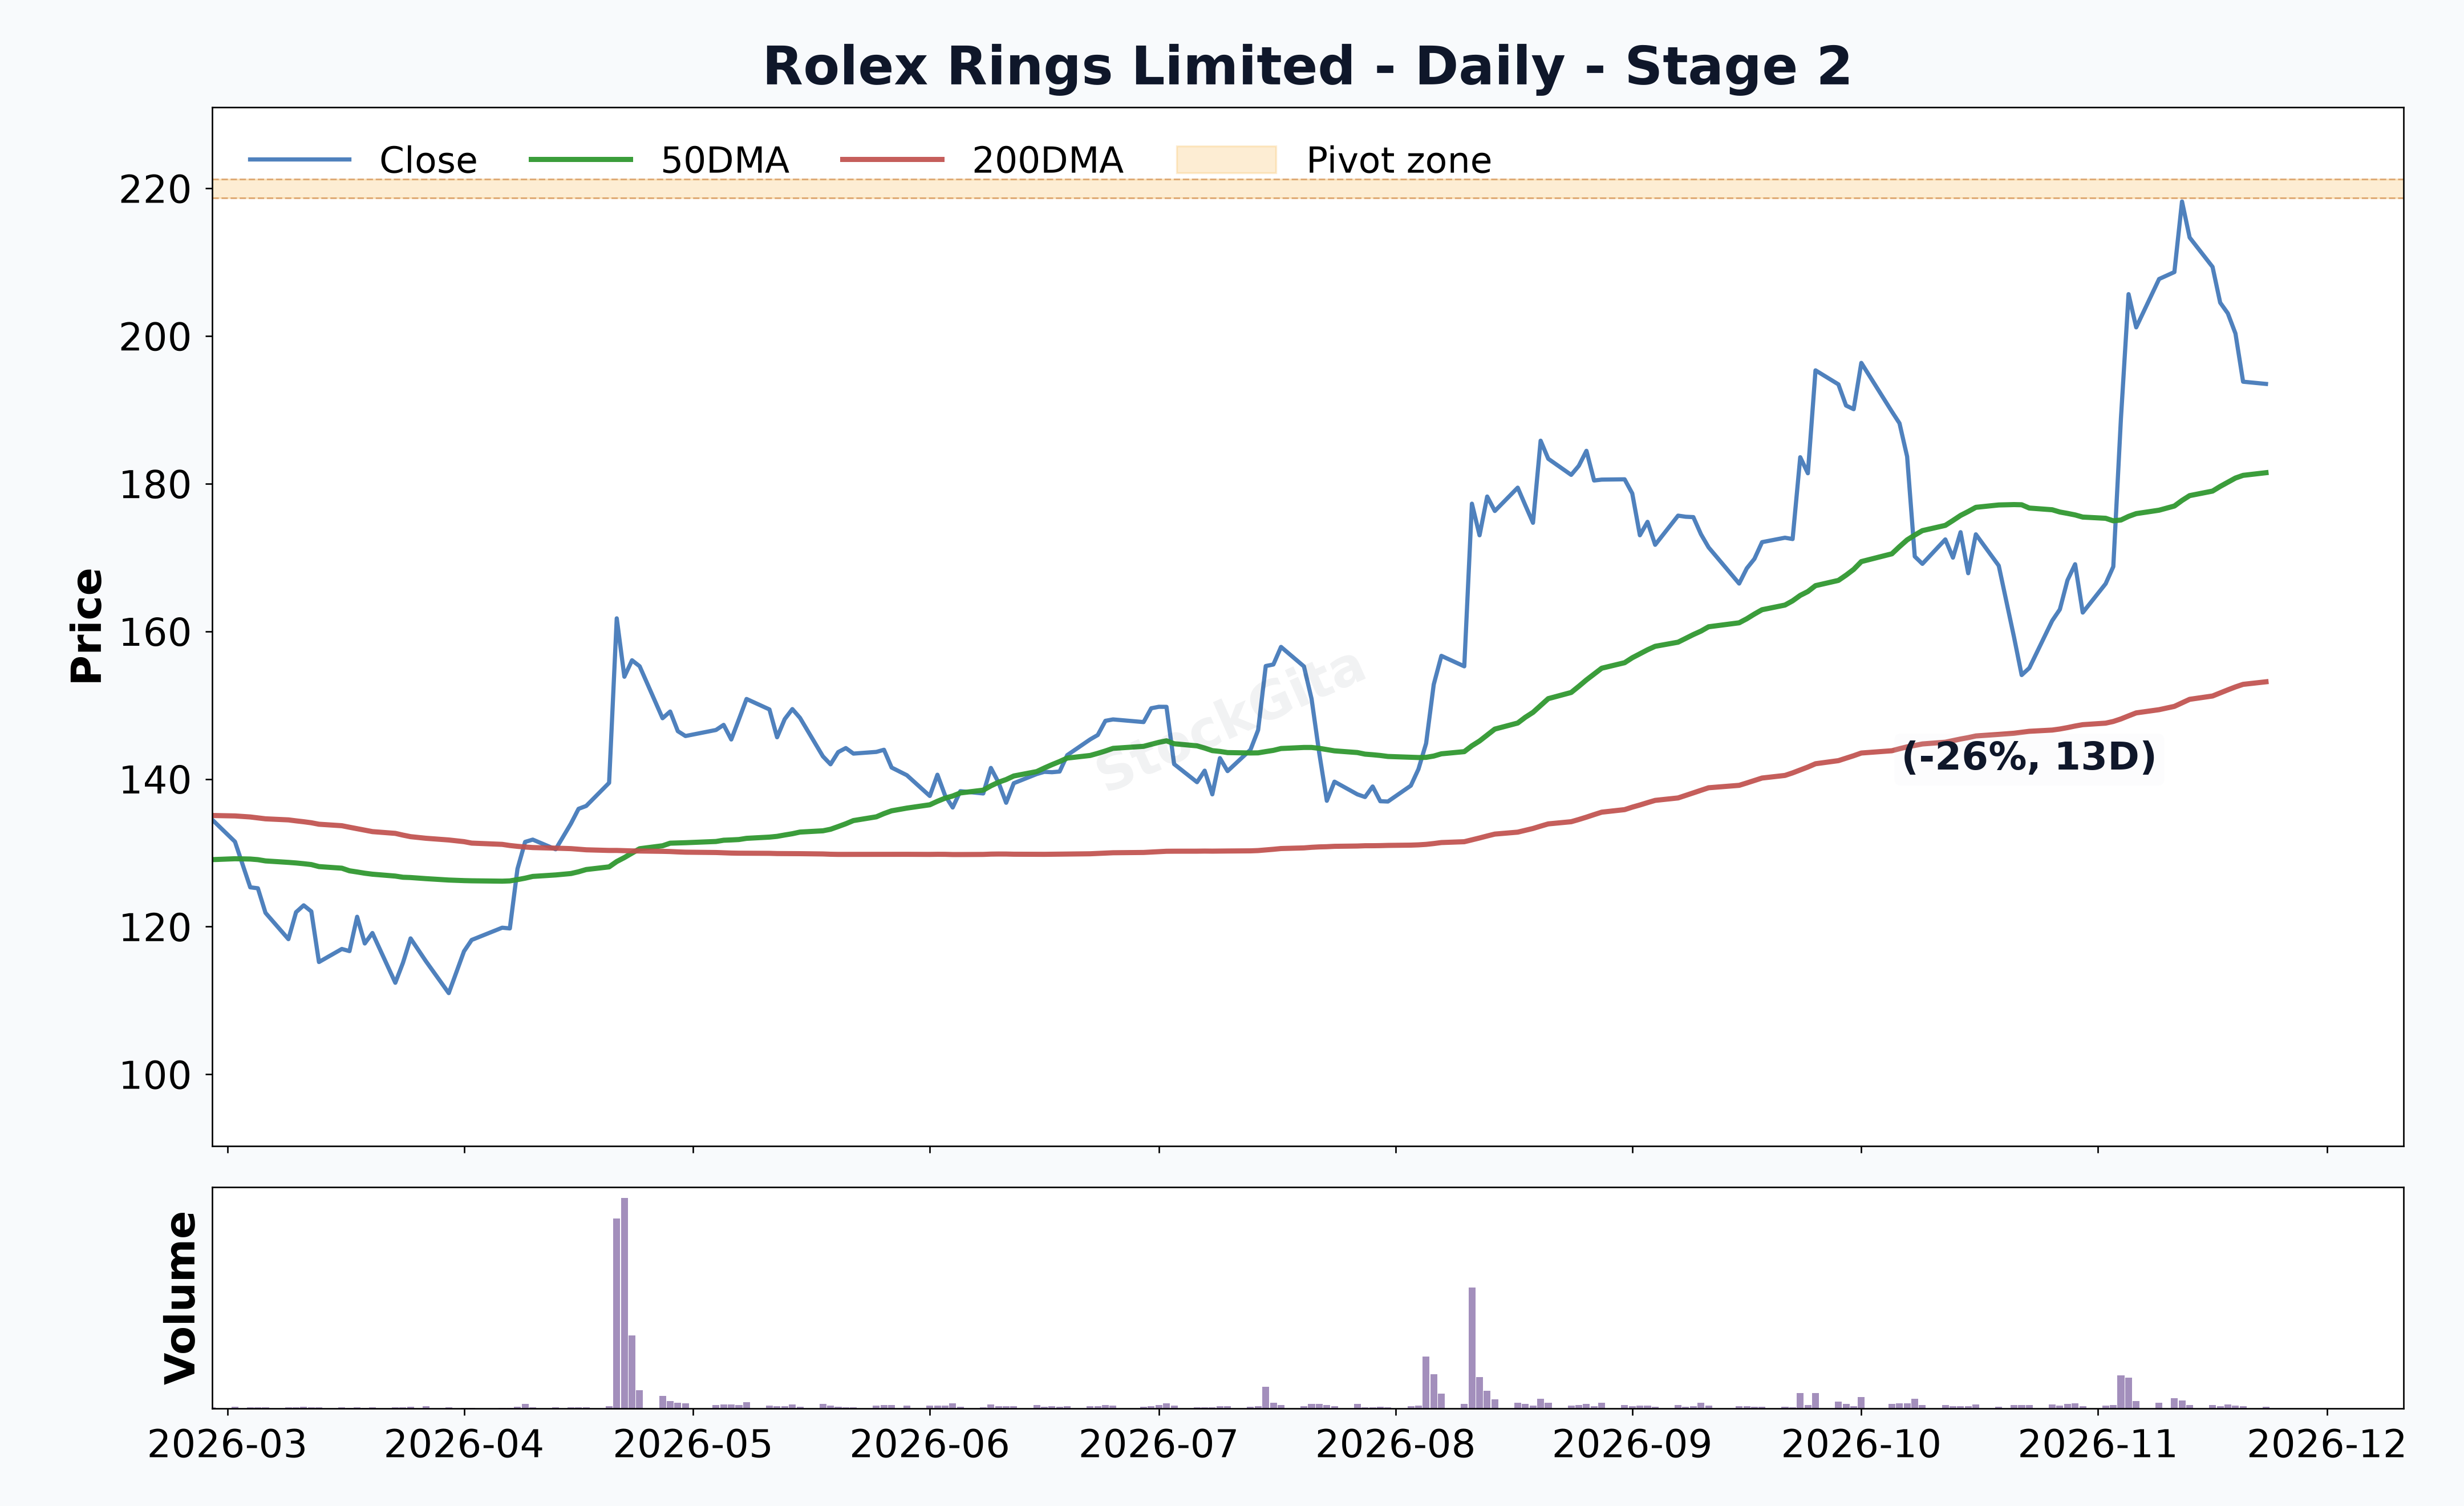 Rolex Rings Limited - Daily - Stage 2
Close 50DMA 200DMA Pivot zone
220
200
180
160
140
120
100
Price
StockGita
(-26%, 13D)
Volume
2026-03 2026-04 2026-05 2026-06 2026-07 2026-08 2026-09 2026-10 2026-11 2026-12